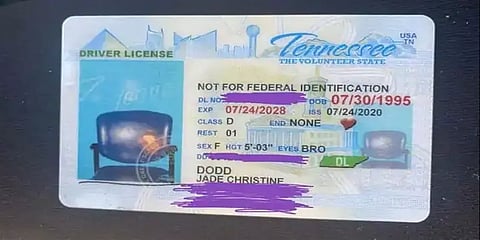 USA
TN
DRIVER LICENSE
Tennessee
THE VOLUNTEER STATE
NOT FOR FEDERAL IDENTIFICATION
DL NO.
DOB 07/30/1995
EXP 07/24/2028 ISS 07/24/2020
CLASS D END NONE
REST 01
SEX F HGT 5'-03" EYES BRO
DD
DL
DODD
JADE CHRISTINE